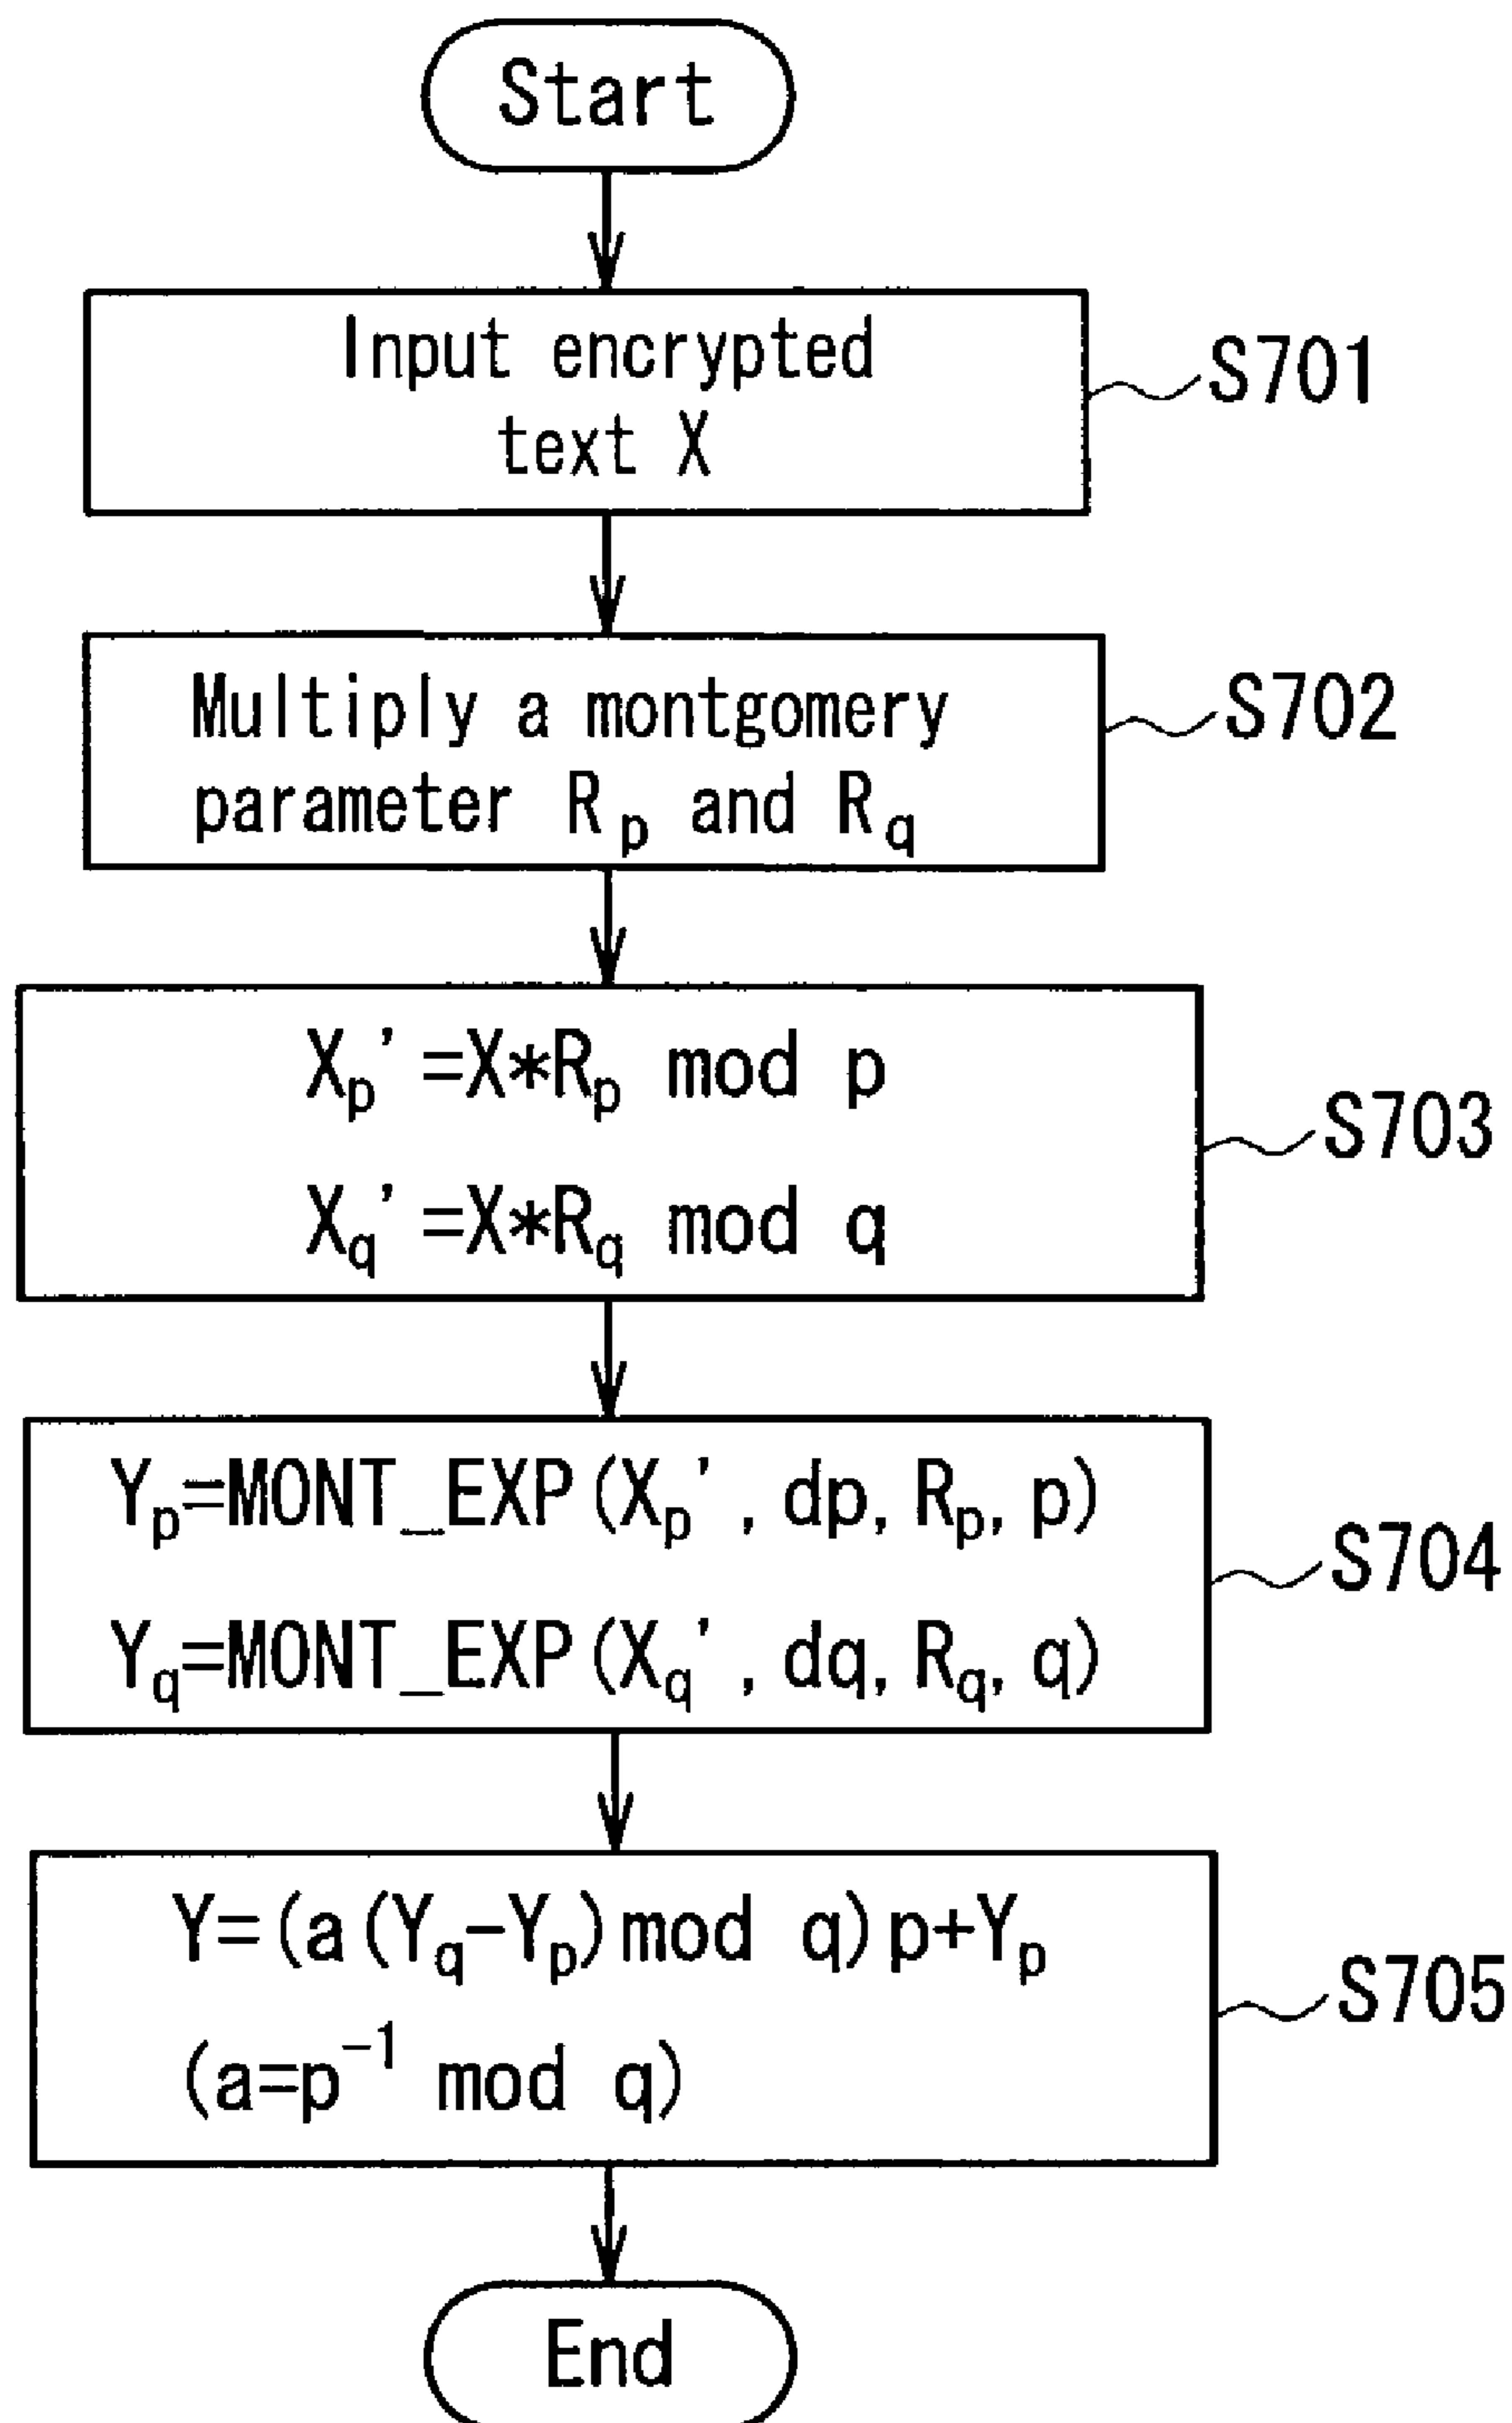 Start
Input encrypted
text X
S701
Multiply a montgomery
parameter Rp and Rq
S702
Xp'=X*Rp mod p
Xq'=X*Rq mod q
S703
Yp=MONT_EXP(Xp', dp, Rp, p)
Yq=MONT_EXP(Xq', dq, Rq, q)
S704
Y=(a(Yq-Yp)mod q)p+Yp
(a=p⁻¹ mod q)
S705
End